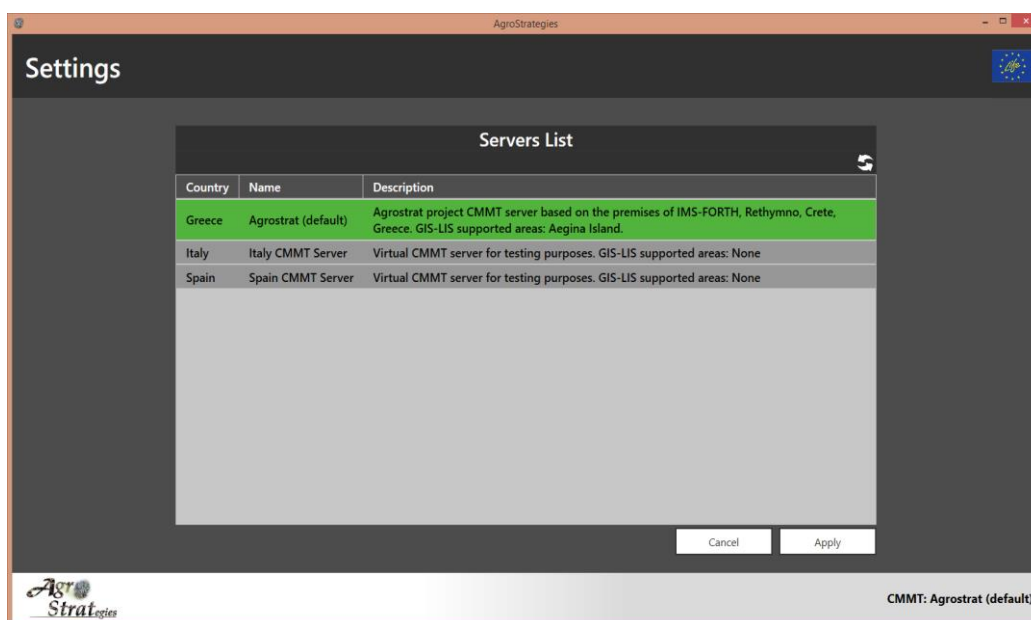 AgroStrategies
Settings
Life
Servers List
Country Name Description
Greece Agrostrat (default) Agrostrat project CMMT server based on the premises of IMS-FORTH, Rethymno, Crete,
Greece. GIS-LIS supported areas: Aegina Island.
Italy Italy CMMT Server Virtual CMMT server for testing purposes. GIS-LIS supported areas: None
Spain Spain CMMT Server Virtual CMMT server for testing purposes. GIS-LIS supported areas: None
Cancel Apply
Agro
Strategies
CMMT: Agrostrat (default)